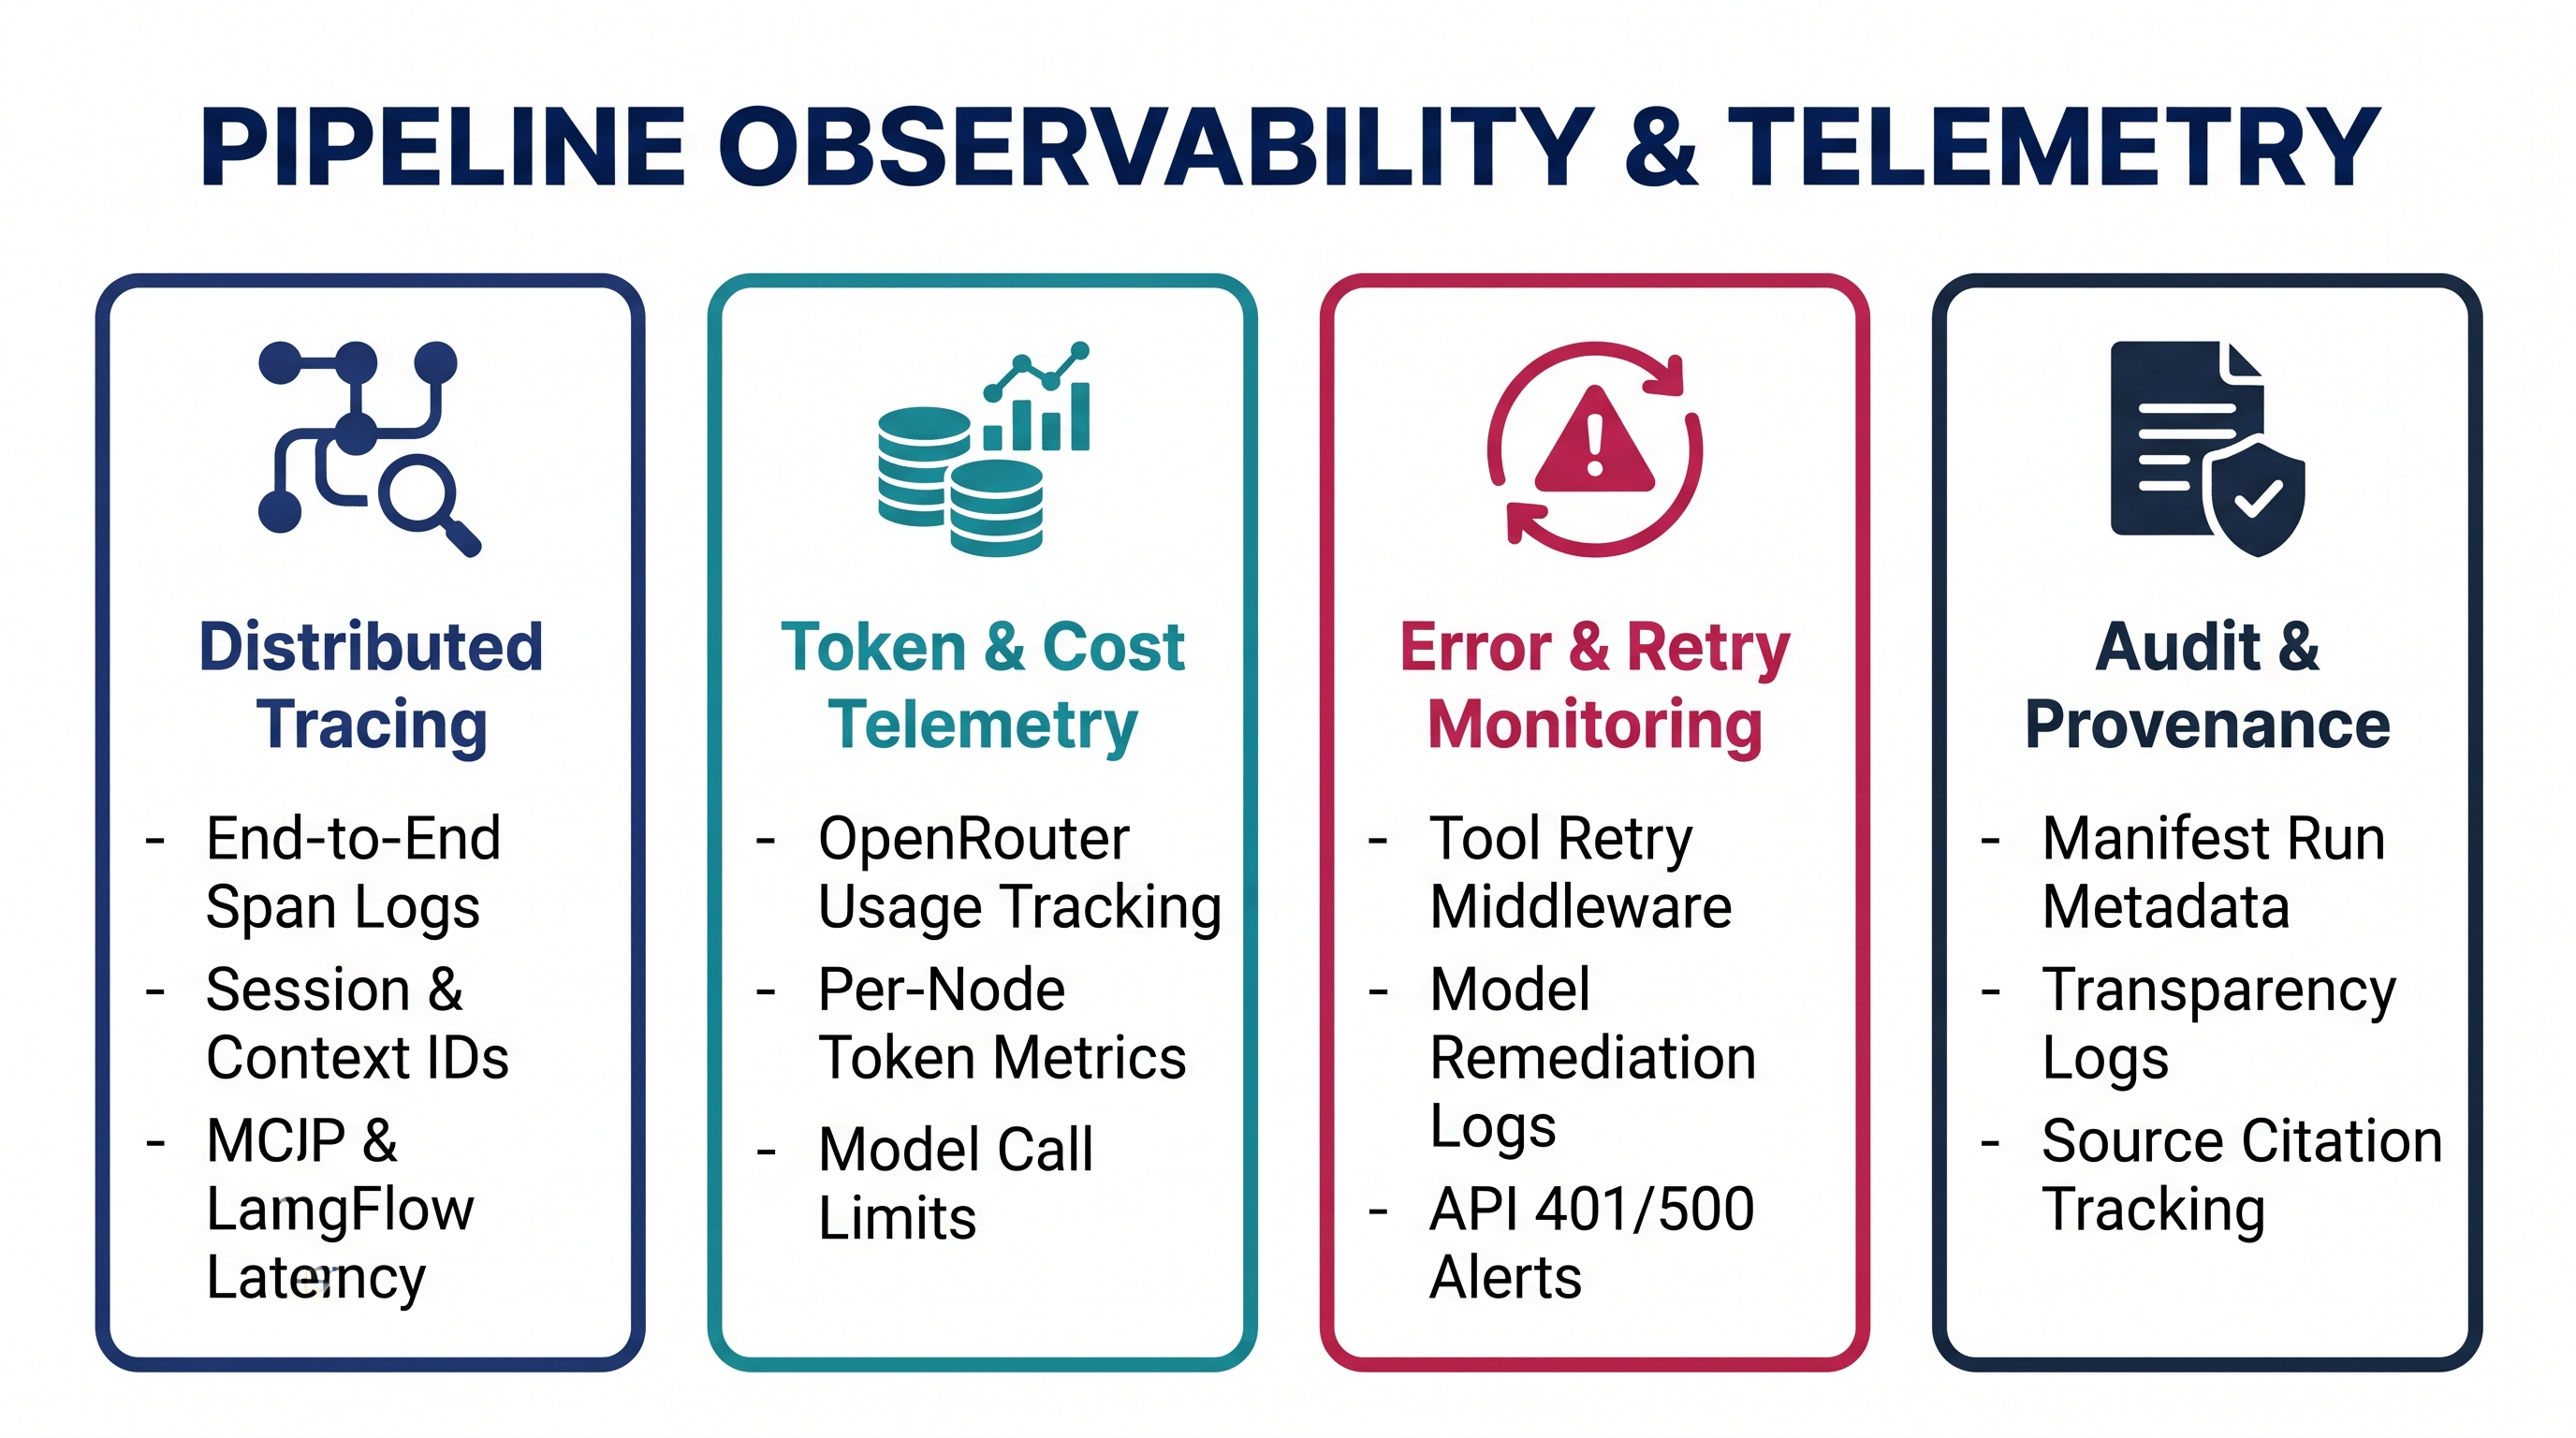 PIPELINE OBSERVABILITY & TELEMETRY
Distributed
Tracing
- End-to-End
Span Logs
- Session &
Context IDs
- MCJP &
LamgFlow
Latency
Token & Cost
Telemetry
- OpenRouter
Usage Tracking
- Per-Node
Token Metrics
- Model Call
Limits
Error & Retry
Monitoring
- Tool Retry
Middleware
- Model
Remediation
Logs
- API 401/500
Alerts
Audit &
Provenance
- Manifest Run
Metadata
- Transparency
Logs
- Source Citation
Tracking